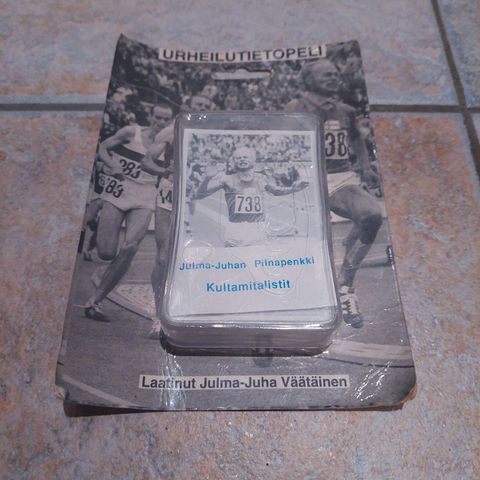 URHEILUTIETOPELI
738
Julma-Juhan Piinapenkki
Kultamitalistit
Laatinut Julma-Juha Väätäinen